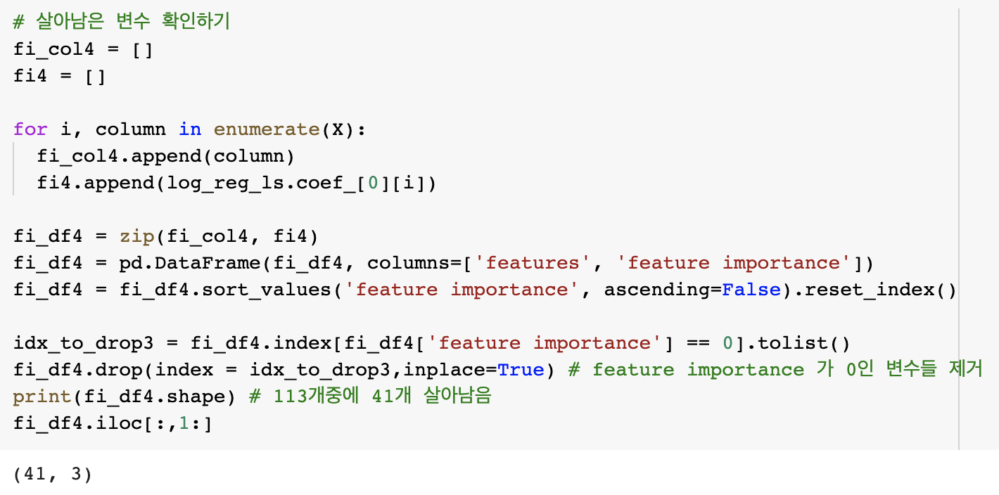 # 살아남은 변수 확인하기
fi_col4 = []
fi4 = []
for i, column in enumerate(X):
  fi_col4.append(column)
  fi4.append(log_reg_ls.coef_[0][i])
fi_df4 = zip(fi_col4, fi4)
fi_df4 = pd.DataFrame(fi_df4, columns=['features', 'feature importance'])
fi_df4 = fi_df4.sort_values('feature importance', ascending=False).reset_index()
idx_to_drop3 = fi_df4.index[fi_df4['feature importance'] == 0].tolist()
fi_df4.drop(index = idx_to_drop3,inplace=True) # feature importance 가 0인 변수들 제거
print(fi_df4.shape) # 113개중에 41개 살아남음
fi_df4.iloc[:,1:]
(41, 3)